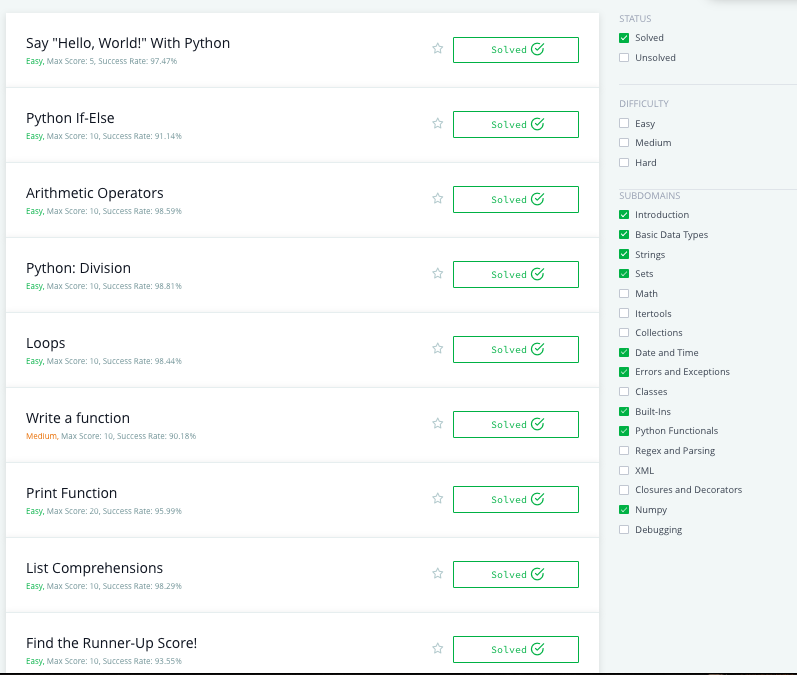 Say "Hello, World!" With Python
Easy, Max Score: 5, Success Rate: 97.47%
Solved
Python If-Else
Easy, Max Score: 10, Success Rate: 91.14%
Solved
Arithmetic Operators
Easy, Max Score: 10, Success Rate: 98.59%
Solved
Python: Division
Easy, Max Score: 10, Success Rate: 98.81%
Solved
Loops
Easy, Max Score: 10, Success Rate: 98.44%
Solved
Write a function
Medium, Max Score: 10, Success Rate: 90.18%
Solved
Print Function
Easy, Max Score: 20, Success Rate: 95.99%
Solved
List Comprehensions
Easy, Max Score: 10, Success Rate: 98.29%
Solved
Find the Runner-Up Score!
Easy, Max Score: 10, Success Rate: 93.55%
Solved
STATUS
Solved
Unsolved
DIFFICULTY
Easy
Medium
Hard
SUBDOMAINS
Introduction
Basic Data Types
Strings
Sets
Math
Itertools
Collections
Date and Time
Errors and Exceptions
Classes
Built-Ins
Python Functionals
Regex and Parsing
XML
Closures and Decorators
Numpy
Debugging